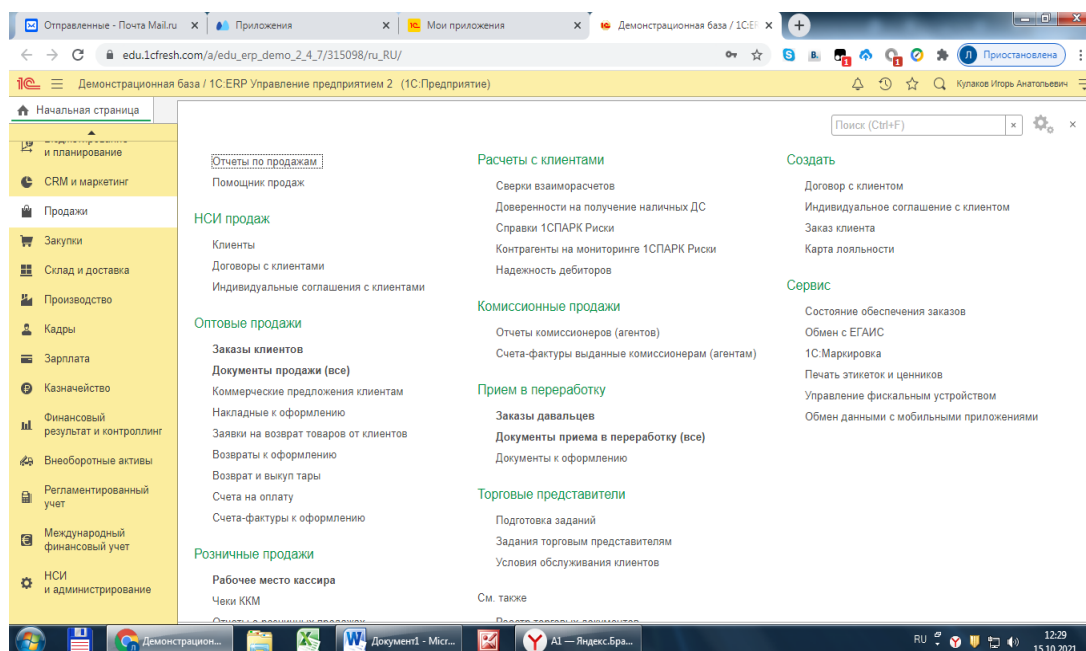 Отправленные - Почта Mail.ru
Приложения
Мои приложения
Демонстрационная база / 1С:ЕР
edu.1cfresh.com/a/edu_erp_demo_2_4_7/315098/ru_RU/
Приостановлена
Демонстрационная база / 1С:ERP Управление предприятием 2 (1С:Предприятие)
Кулаков Игорь Анатольевич
Начальная страница
Поиск (Ctrl+F)
и планирование
CRM и маркетинг
Продажи
Закупки
Склад и доставка
Производство
Кадры
Зарплата
Казначейство
Финансовый
результат и контроллинг
Внеоборотные активы
Регламентированный
учет
Международный
финансовый учет
НСИ
и администрирование
Отчеты по продажам
Помощник продаж
НСИ продаж
Клиенты
Договоры с клиентами
Индивидуальные соглашения с клиентами
Оптовые продажи
Заказы клиентов
Документы продажи (все)
Коммерческие предложения клиентам
Накладные к оформлению
Заявки на возврат товаров от клиентов
Возвраты к оформлению
Возврат и выкуп тары
Счета на оплату
Счета-фактуры к оформлению
Розничные продажи
Рабочее место кассира
Чеки ККМ
Отчеты о розничных продажах
Расчеты с клиентами
Сверки взаиморасчетов
Доверенности на получение наличных ДС
Справки 1СПАРК Риски
Контрагенты на мониторинге 1СПАРК Риски
Надежность дебиторов
Комиссионные продажи
Отчеты комиссионеров (агентов)
Счета-фактуры выданные комиссионерам (агентам)
Прием в переработку
Заказы давальцев
Документы приема в переработку (все)
Документы к оформлению
Торговые представители
Подготовка заданий
Задания торговым представителям
Условия обслуживания клиентов
См. также
Реестр торговых документов
Создать
Договор с клиентом
Индивидуальное соглашение с клиентом
Заказ клиента
Карта лояльности
Сервис
Состояние обеспечения заказов
Обмен с ЕГАИС
1С:Маркировка
Печать этикеток и ценников
Управление фискальным устройством
Обмен данными с мобильными приложениями
Демонстрацион...
Документ1 - Micr...
А1 — Яндекс.Бра...
RU
12:29
15.10.2021